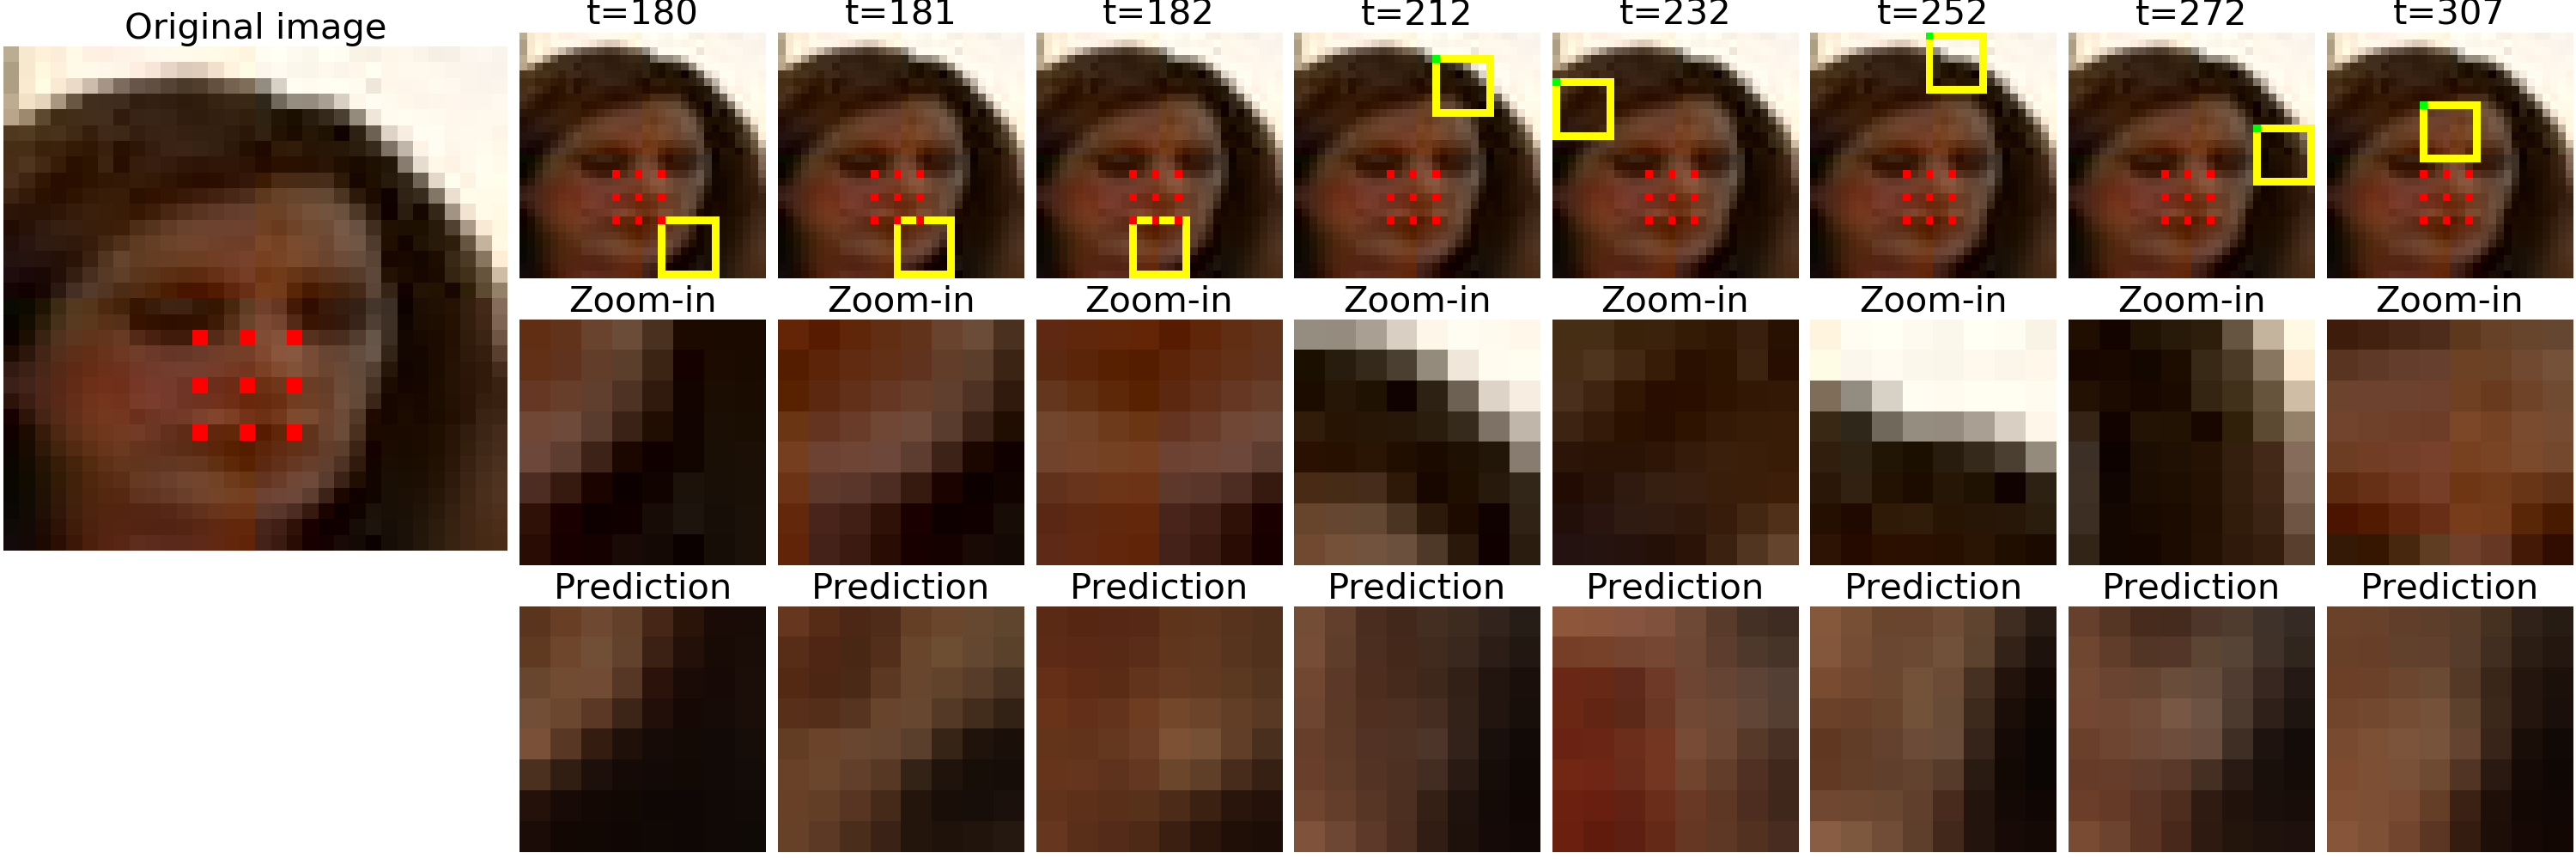 Original image
t=180 t=181 t=182 t=212 t=232 t=252 t=272 t=307
Zoom-in Zoom-in Zoom-in Zoom-in Zoom-in Zoom-in Zoom-in Zoom-in
Prediction Prediction Prediction Prediction Prediction Prediction Prediction Prediction